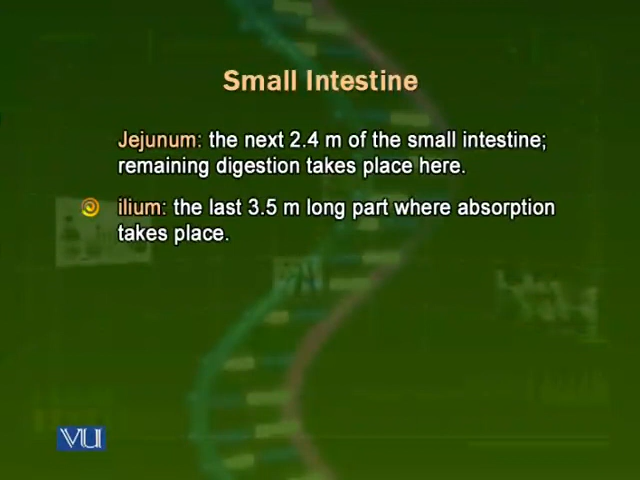 Small Intestine
Jejunum: the next 2.4 m of the small intestine;
remaining digestion takes place here.
ilium: the last 3.5 m long part where absorption
takes place.
VU